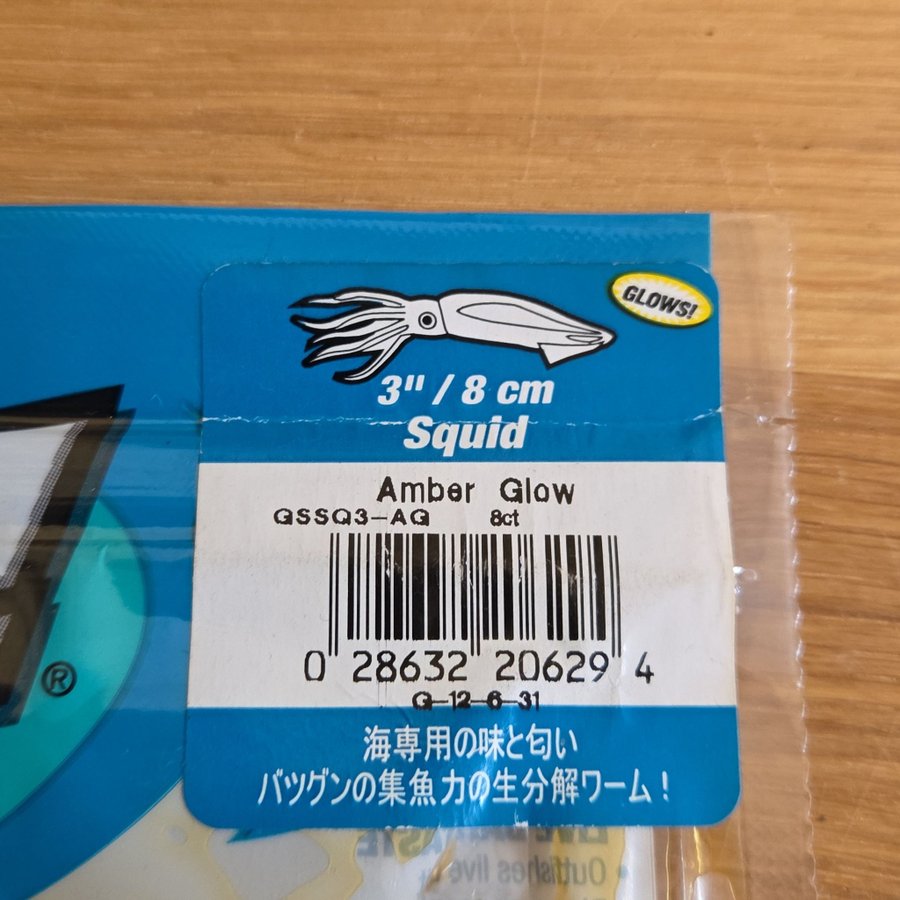 GLOWS!
3" / 8 cm
Squid
Amber Glow
GSSQ3-AG 8ct
0 28632 20629 4
G-12-6-31
海専用の味と匂い
バツグンの集魚力の生分解ワーム！
®
• Outfishes live